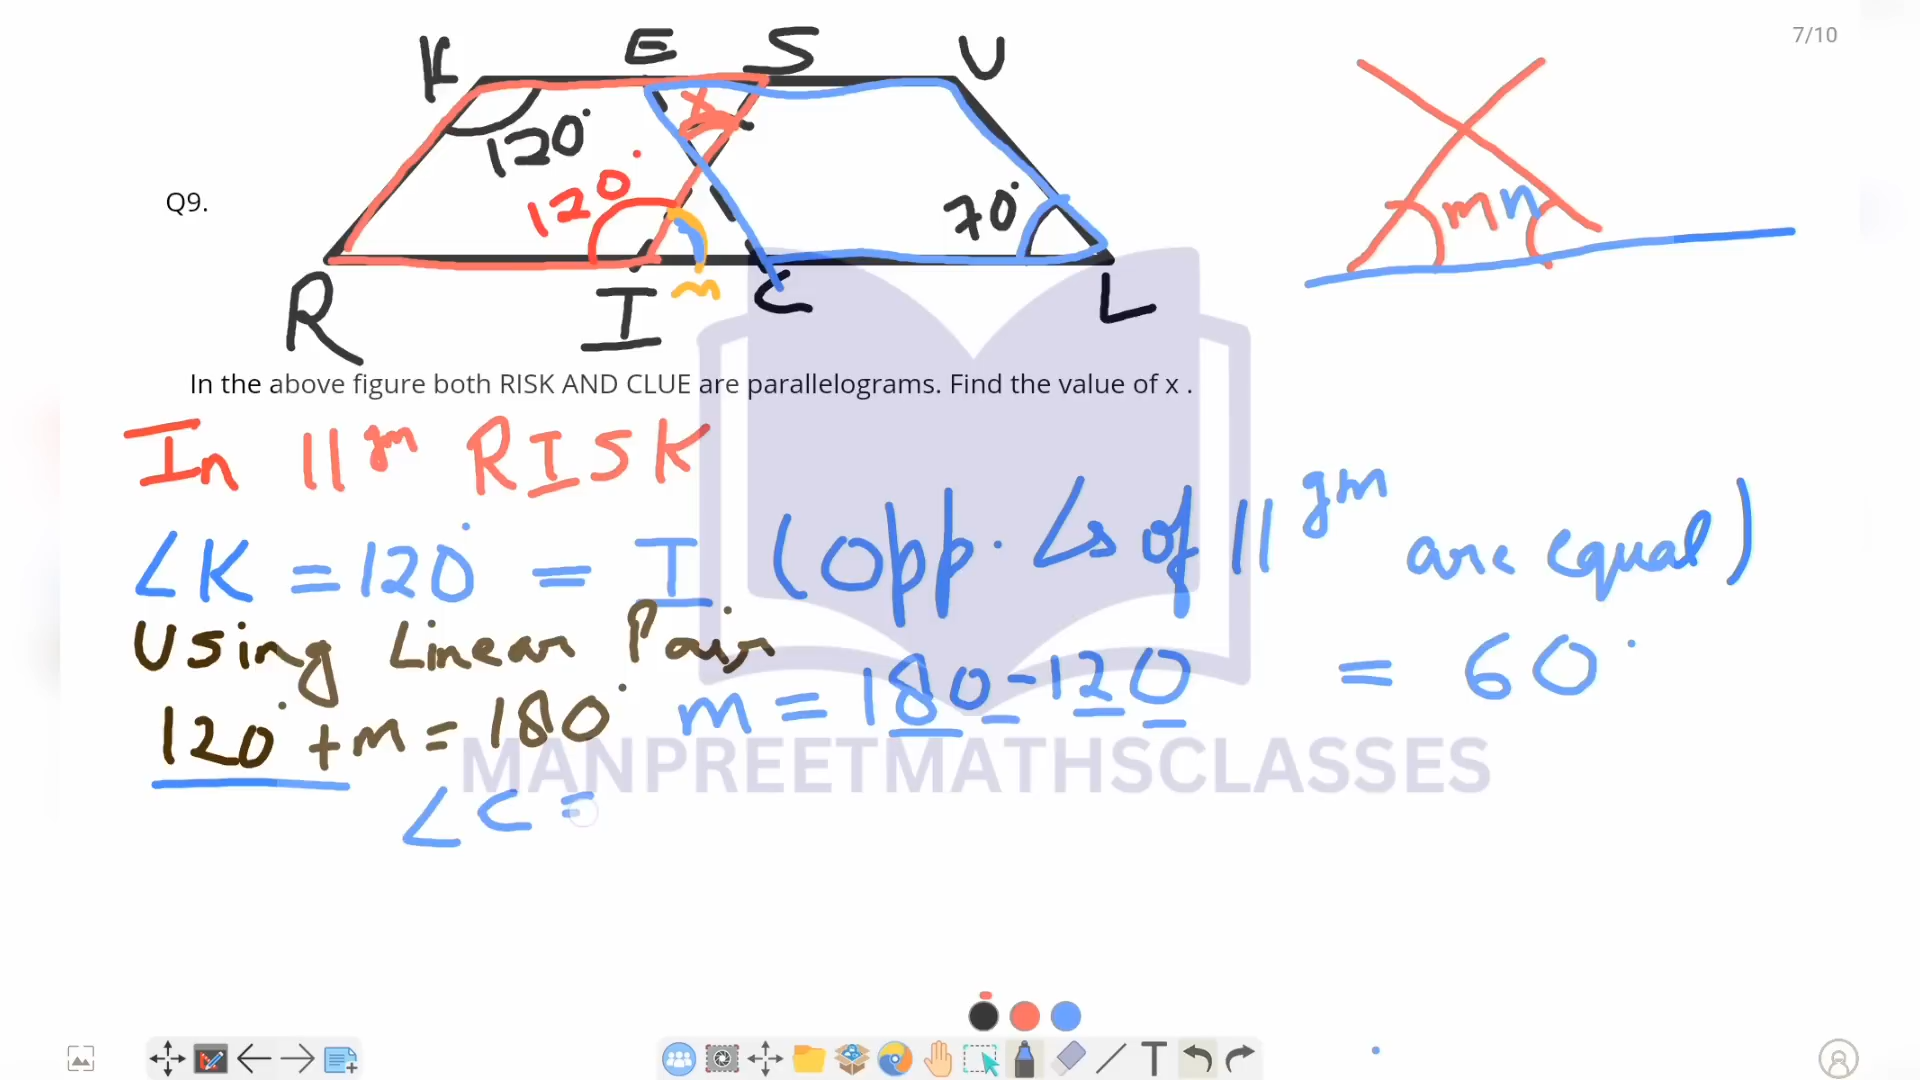 7/10
K E S U
x
120°
120°
70°
m n
Q9.
R I m C L
In the above figure both RISK AND CLUE are parallelograms. Find the value of x .
In ||gm RISK
∠K = 120° = I (opp. ∠s of ||gm are equal)
Using Linear Pair
120° + m = 180° m = 180 - 120 = 60°
MANPREETMATHSCLASSES
∠C =